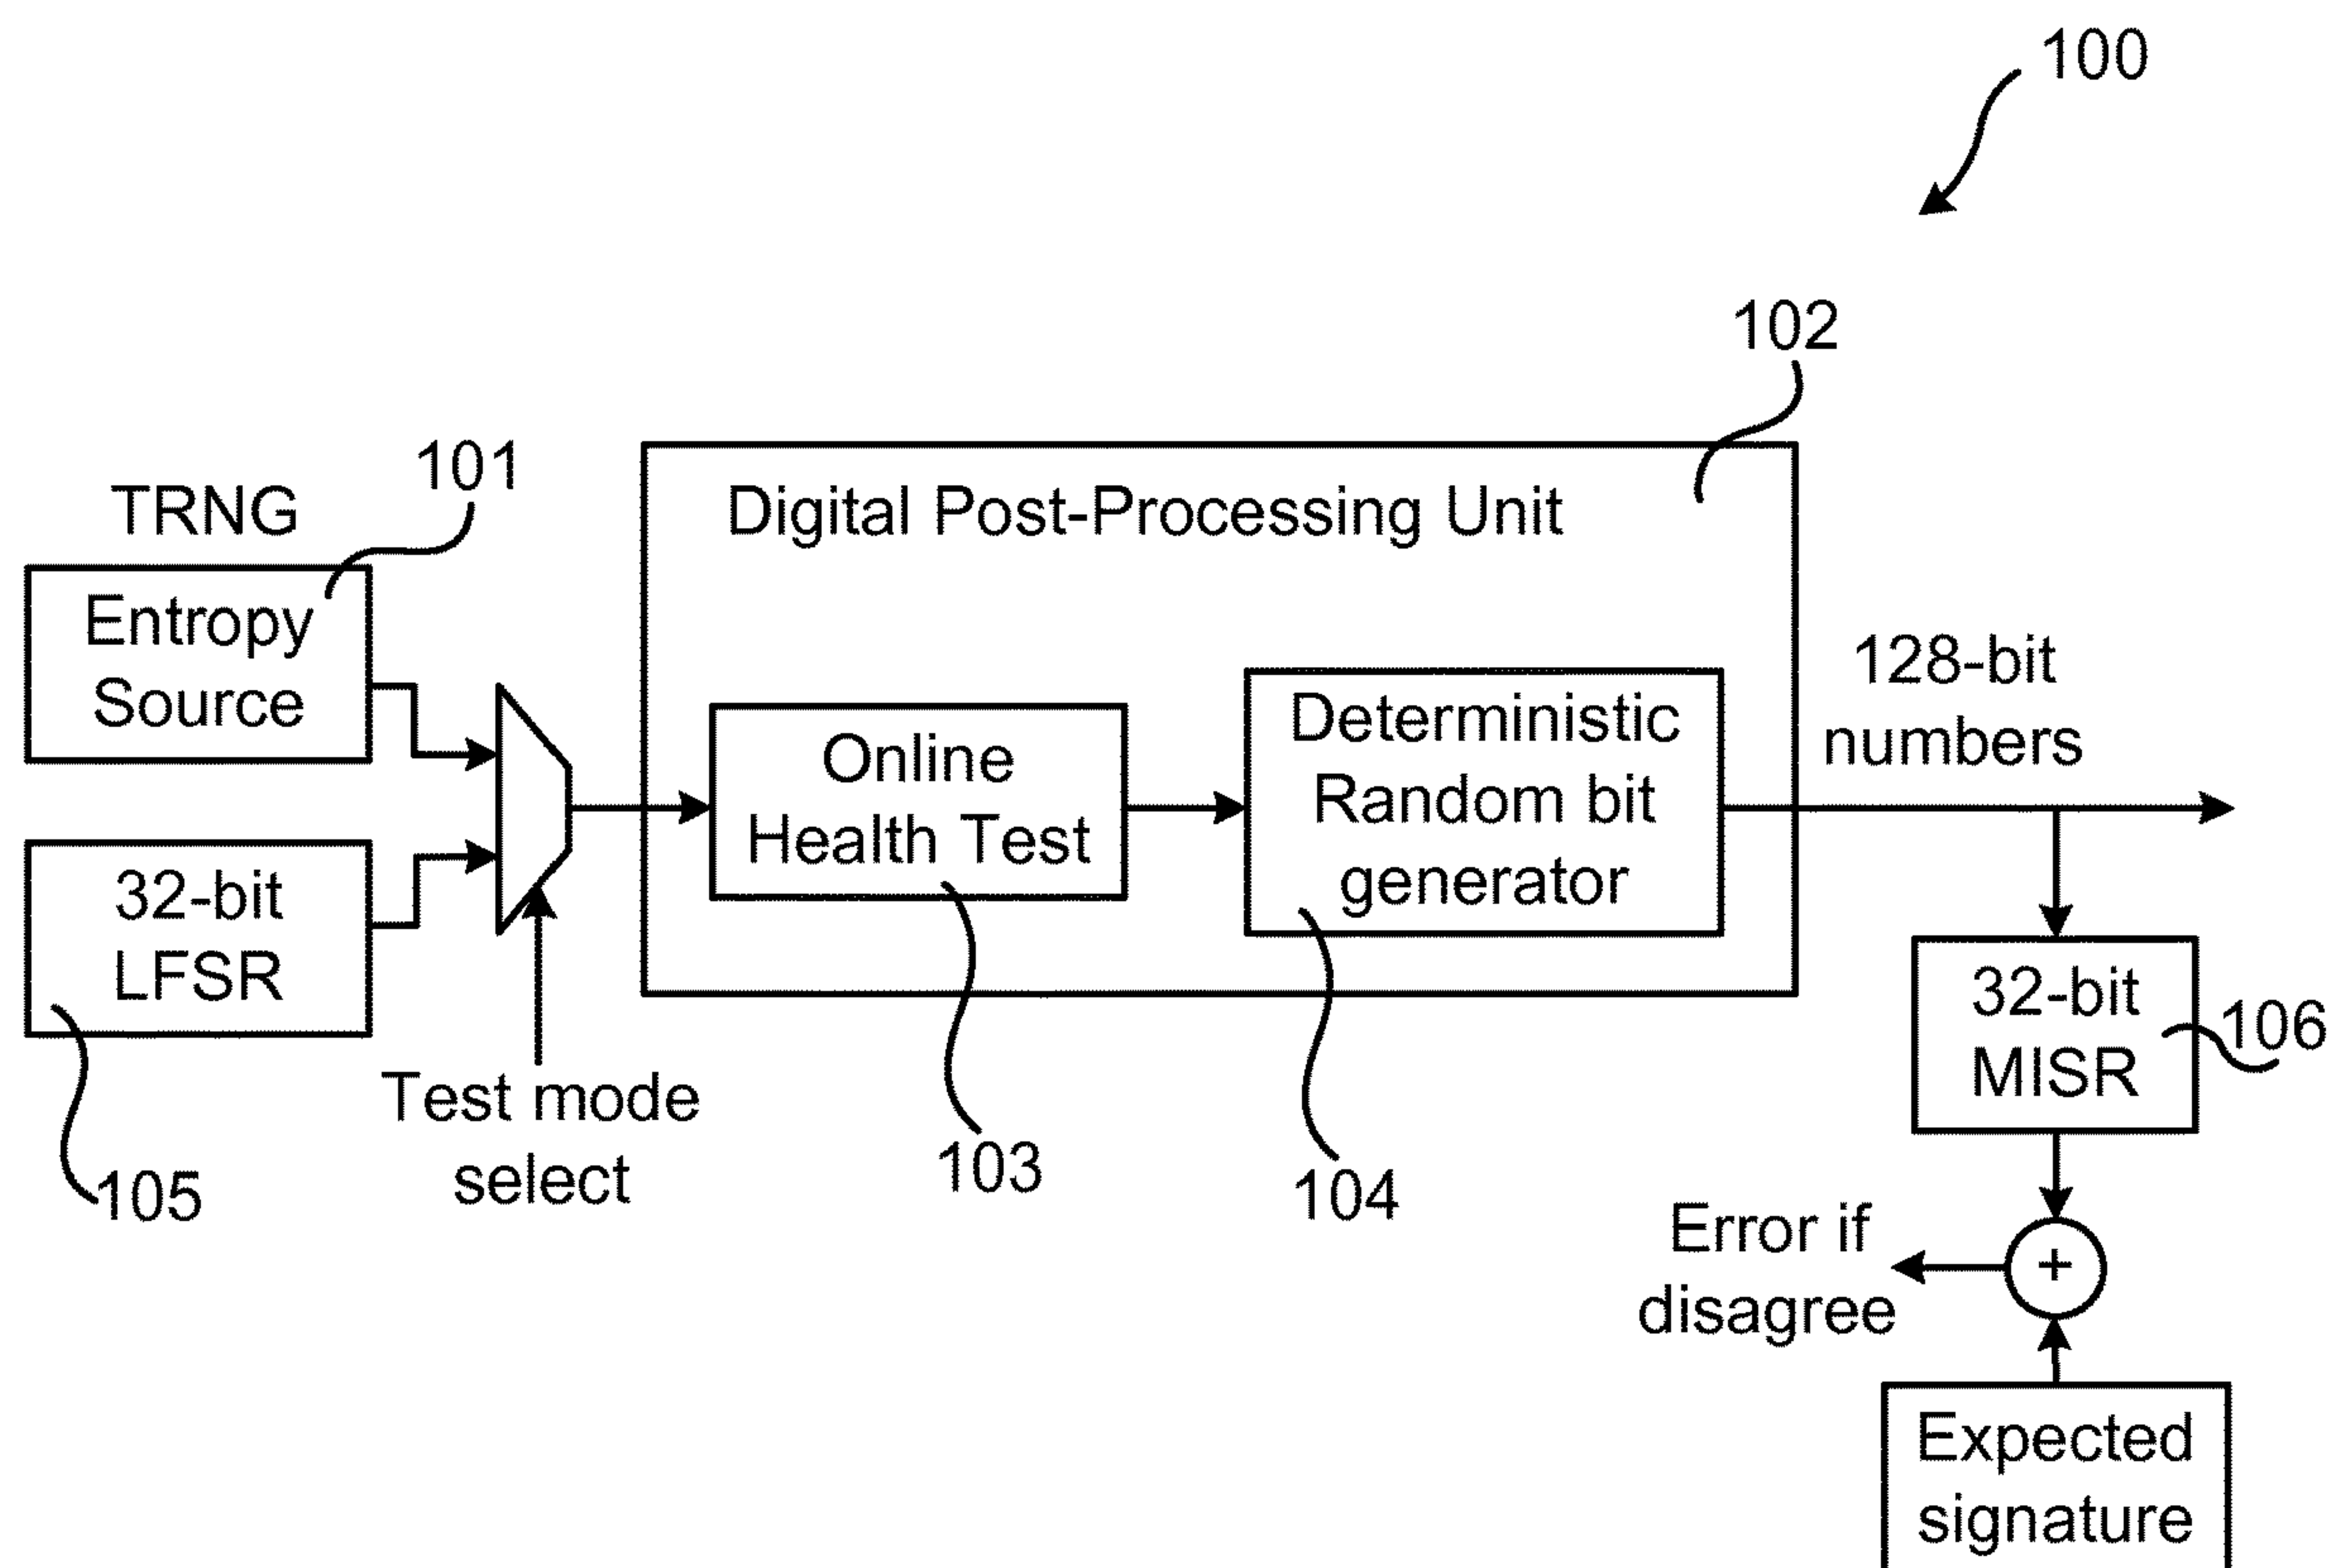 100
102
101
TRNG
Digital Post-Processing Unit
Entropy
Source
128-bit
numbers
Online
Health Test
Deterministic
Random bit
generator
32-bit
LFSR
32-bit
MISR
106
Test mode
select
103
104
105
Error if
disagree
+
Expected
signature